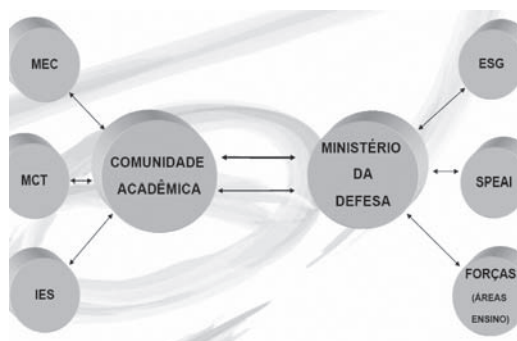 MEC
MCT
IES
COMUNIDADE
ACADÊMICA
MINISTÉRIO
DA
DEFESA
ESG
SPEAI
FORÇAS
(ÁREAS
ENSINO)